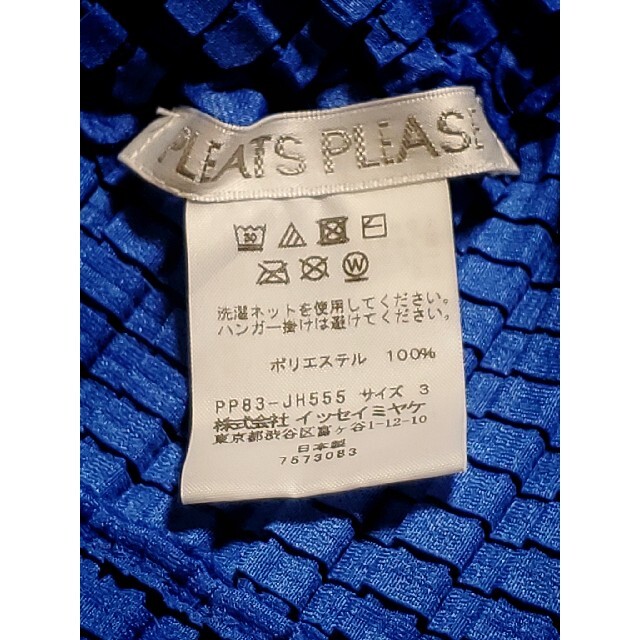 PLEATS PLEASE
30
W
洗濯ネットを使用してください。
ハンガー掛けは避けてください。
ポリエステル 100%
PP83-JH555 サイズ 3
株式会社 イッセイミヤケ
東京都渋谷区富ヶ谷1-12-10
日本製
7573083